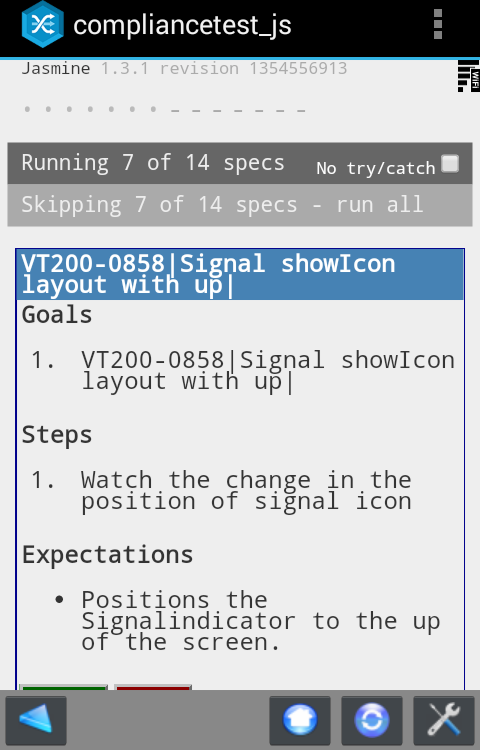 compliancetest_js
Jasmine 1.3.1 revision 1354556913
WiFi
Running 7 of 14 specs
No try/catch
Skipping 7 of 14 specs - run all
VT200-0858|Signal showIcon
layout with up|
Goals
1. VT200-0858|Signal showIcon
layout with up|
Steps
1. Watch the change in the
position of signal icon
Expectations
• Positions the
Signalindicator to the up
of the screen.